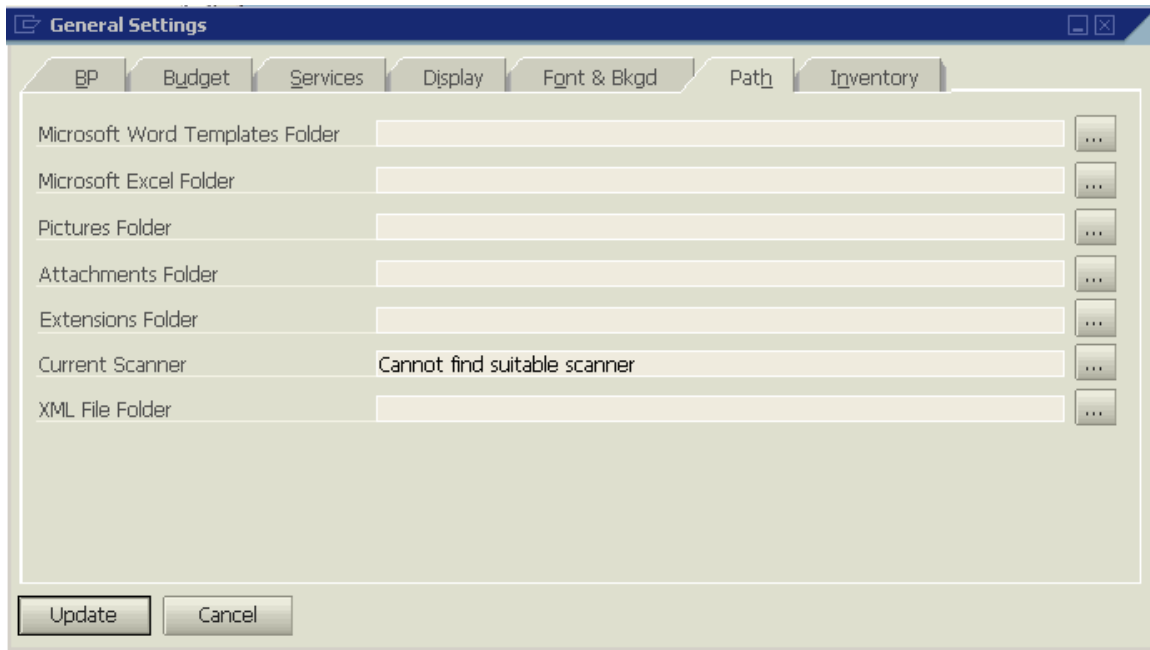 General Settings
BP Budget Services Display Font & Bkgd Path Inventory
Microsoft Word Templates Folder ...
Microsoft Excel Folder ...
Pictures Folder ...
Attachments Folder ...
Extensions Folder ...
Current Scanner Cannot find suitable scanner ...
XML File Folder ...
Update Cancel